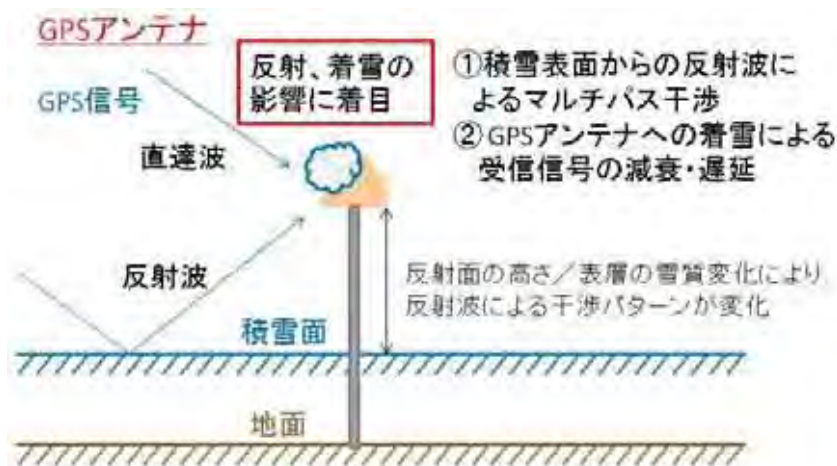 GPSアンテナ
GPS信号
直達波
反射波
反射、着雪の
影響に着目
①積雪表面からの反射波に
よるマルチパス干渉
②GPSアンテナへの着雪による
受信信号の減衰・遅延
反射面の高さ／表層の雪質変化により
反射波による干渉パターンが変化
積雪面
地面